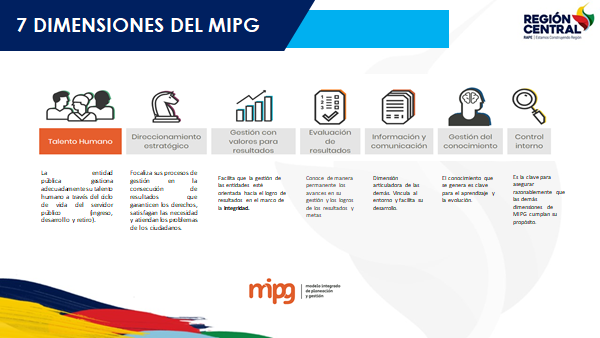 7 DIMENSIONES DEL MIPG
REGIÓN
CENTRAL
RAPE | Estamos Construyendo Región
Talento Humano
Direccionamiento
estratégico
Gestión con
valores para
resultados
Evaluación
de
resultados
Información y
comunicación
Gestión del
conocimiento
Control
interno
La entidad
pública gestiona
adecuadamente su talento
humano a través del ciclo
de vida del servidor
público (ingreso,
desarrollo y retiro).
Focaliza sus procesos de
gestión en la
consecución de
resultados que
garanticen los derechos,
satisfagan las necesidad
y atiendan los problemas
de los ciudadanos.
Facilita que la gestión de
las entidades esté
orientada hacia el logro de
resultados en el marco de
la integridad.
Conoce de manera
permanente los
avances en su
gestión y los logros
de los resultados y
metas
Dimensión
articuladora de las
demás. Vincula al
entorno y facilita su
desarrollo.
El conocimiento que
se genera es clave
para el aprendizaje y
la evolución.
Es la clave para
asegurar
razonablemente que
las demás
dimensiones de
MIPG cumplan su
propósito.
mipg
modelo integrado
de planeación
y gestión